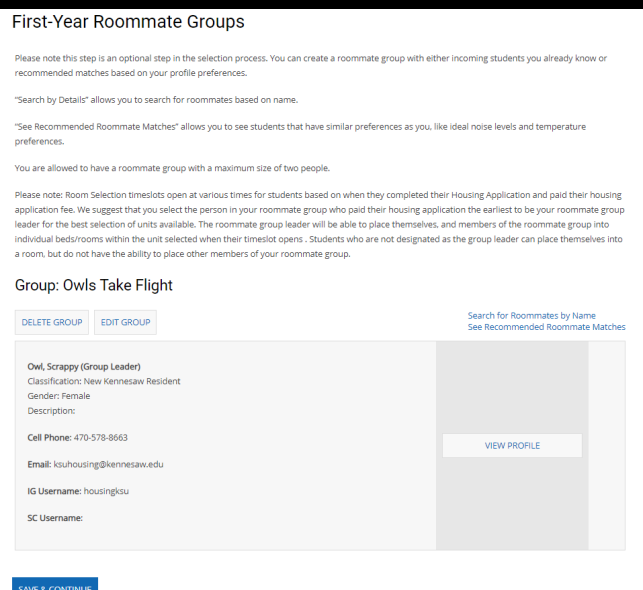 First-Year Roommate Groups
Please note this step is an optional step in the selection process. You can create a roommate group with either incoming students you already know or
recommended matches based on your profile preferences.
"Search by Details" allows you to search for roommates based on name.
"See Recommended Roommate Matches" allows you to see students that have similar preferences as you, like ideal noise levels and temperature
preferences.
You are allowed to have a roommate group with a maximum size of two people.
Please note: Room Selection timeslots open at various times for students based on when they completed their Housing Application and paid their housing
application fee. We suggest that you select the person in your roommate group who paid their housing application the earliest to be your roommate group
leader for the best selection of units available. The roommate group leader will be able to place themselves, and members of the roommate group into
individual beds/rooms within the unit selected when their timeslot opens . Students who are not designated as the group leader can place themselves into
a room, but do not have the ability to place other members of your roommate group.
Group: Owls Take Flight
DELETE GROUP EDIT GROUP
Search for Roommates by Name
See Recommended Roommate Matches
Owl, Scrappy (Group Leader)
Classification: New Kennesaw Resident
Gender: Female
Description:
Cell Phone: 470-578-8663
VIEW PROFILE
Email: ksuhousing@kennesaw.edu
IG Username: housingksu
SC Username:
SAVE & CONTINUE